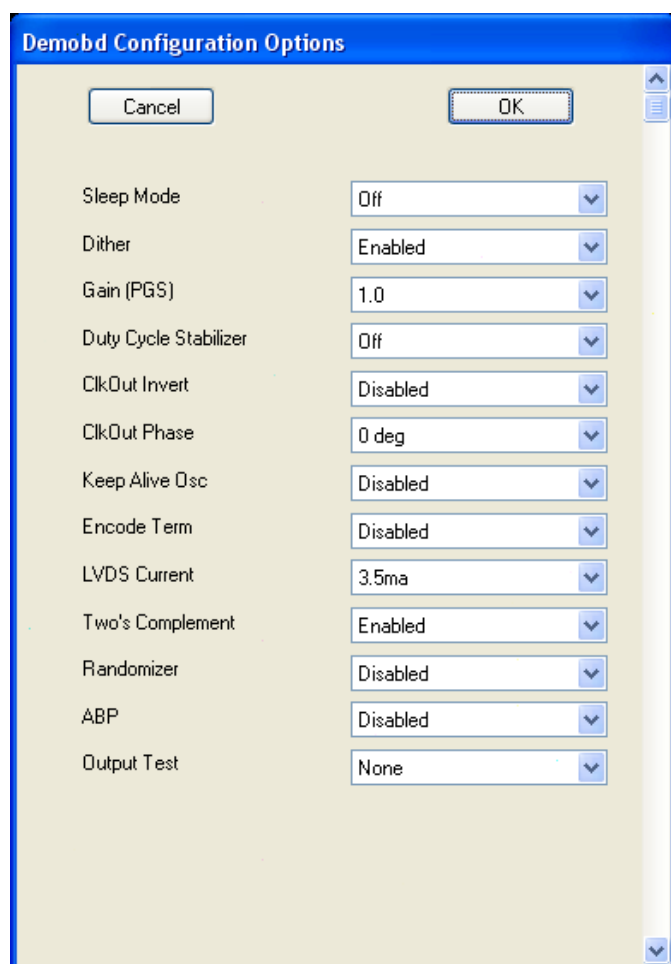 Demobd Configuration Options
Cancel OK
Sleep Mode Off
Dither Enabled
Gain (PGS) 1.0
Duty Cycle Stabilizer Off
ClkOut Invert Disabled
ClkOut Phase 0 deg
Keep Alive Osc Disabled
Encode Term Disabled
LVDS Current 3.5ma
Two's Complement Enabled
Randomizer Disabled
ABP Disabled
Output Test None